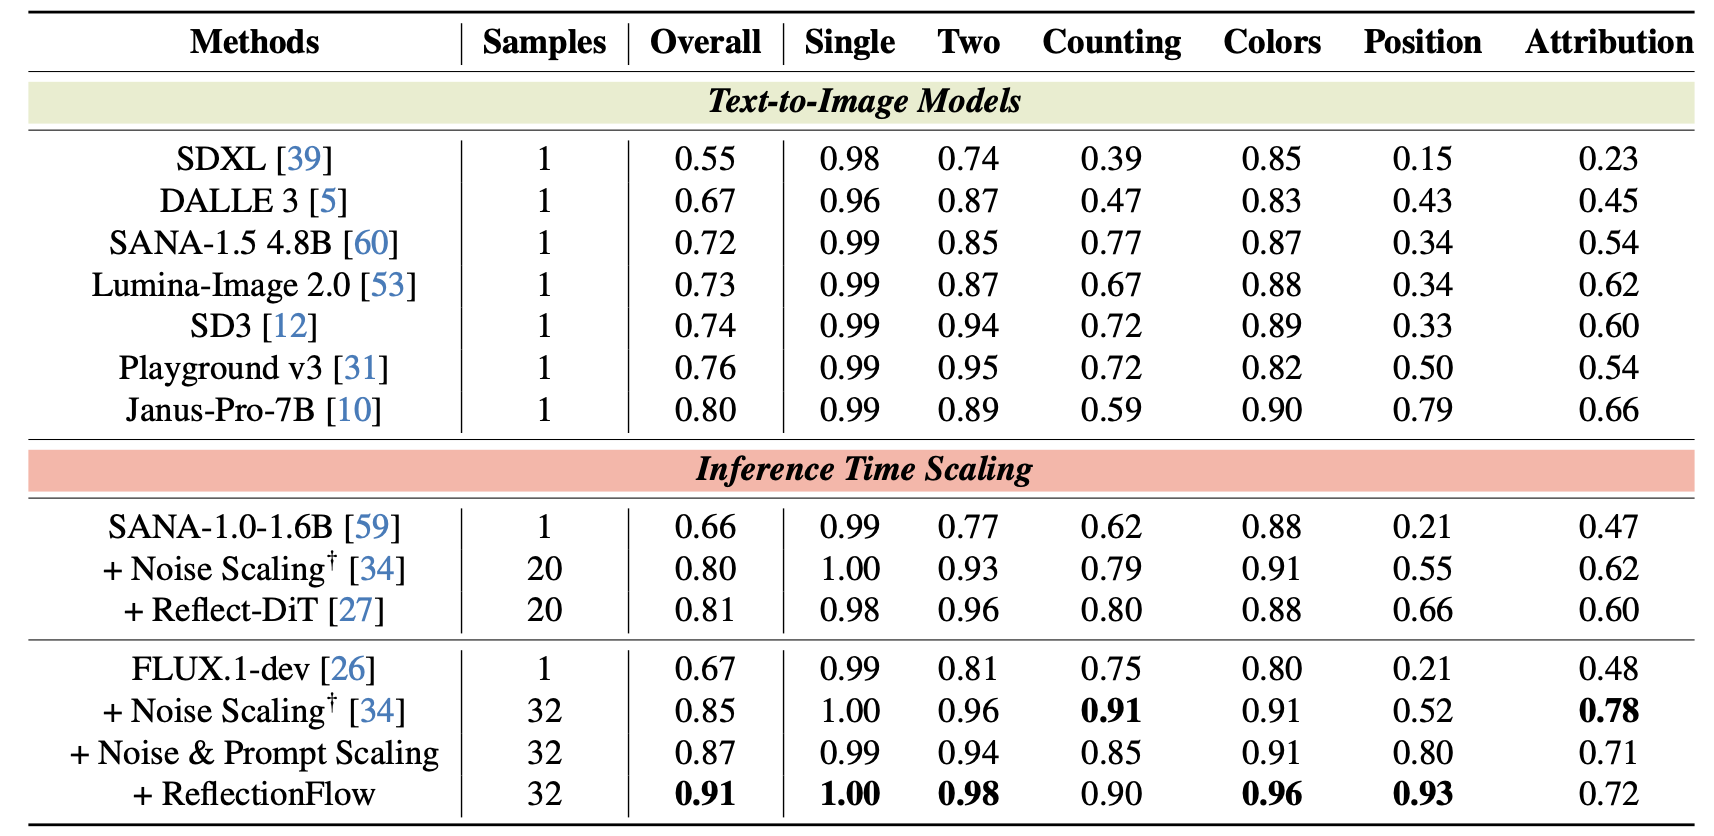 Methods Samples Overall Single Two Counting Colors Position Attribution
Text-to-Image Models
SDXL [39] 1 0.55 0.98 0.74 0.39 0.85 0.15 0.23
DALLE 3 [5] 1 0.67 0.96 0.87 0.47 0.83 0.43 0.45
SANA-1.5 4.8B [60] 1 0.72 0.99 0.85 0.77 0.87 0.34 0.54
Lumina-Image 2.0 [53] 1 0.73 0.99 0.87 0.67 0.88 0.34 0.62
SD3 [12] 1 0.74 0.99 0.94 0.72 0.89 0.33 0.60
Playground v3 [31] 1 0.76 0.99 0.95 0.72 0.82 0.50 0.54
Janus-Pro-7B [10] 1 0.80 0.99 0.89 0.59 0.90 0.79 0.66
Inference Time Scaling
SANA-1.0-1.6B [59] 1 0.66 0.99 0.77 0.62 0.88 0.21 0.47
+ Noise Scaling† [34] 20 0.80 1.00 0.93 0.79 0.91 0.55 0.62
+ Reflect-DiT [27] 20 0.81 0.98 0.96 0.80 0.88 0.66 0.60
FLUX.1-dev [26] 1 0.67 0.99 0.81 0.75 0.80 0.21 0.48
+ Noise Scaling† [34] 32 0.85 1.00 0.96 0.91 0.91 0.52 0.78
+ Noise & Prompt Scaling 32 0.87 0.99 0.94 0.85 0.91 0.80 0.71
+ ReflectionFlow 32 0.91 1.00 0.98 0.90 0.96 0.93 0.72